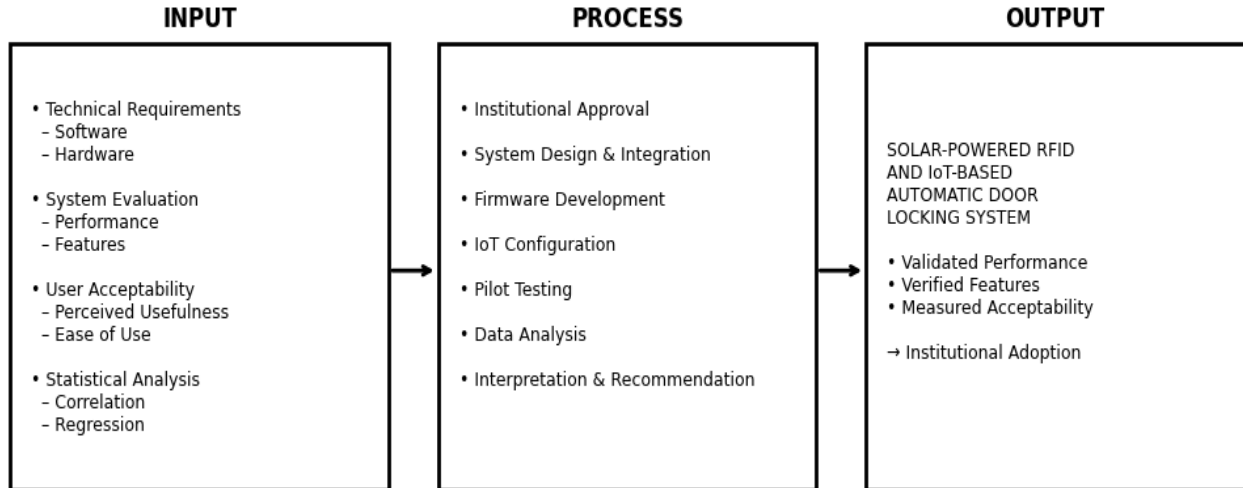 INPUT
• Technical Requirements
– Software
– Hardware
• System Evaluation
– Performance
– Features
• User Acceptability
– Perceived Usefulness
– Ease of Use
• Statistical Analysis
– Correlation
– Regression
PROCESS
• Institutional Approval
• System Design & Integration
• Firmware Development
• IoT Configuration
• Pilot Testing
• Data Analysis
• Interpretation & Recommendation
OUTPUT
SOLAR-POWERED RFID
AND IoT-BASED
AUTOMATIC DOOR
LOCKING SYSTEM
• Validated Performance
• Verified Features
• Measured Acceptability
→ Institutional Adoption